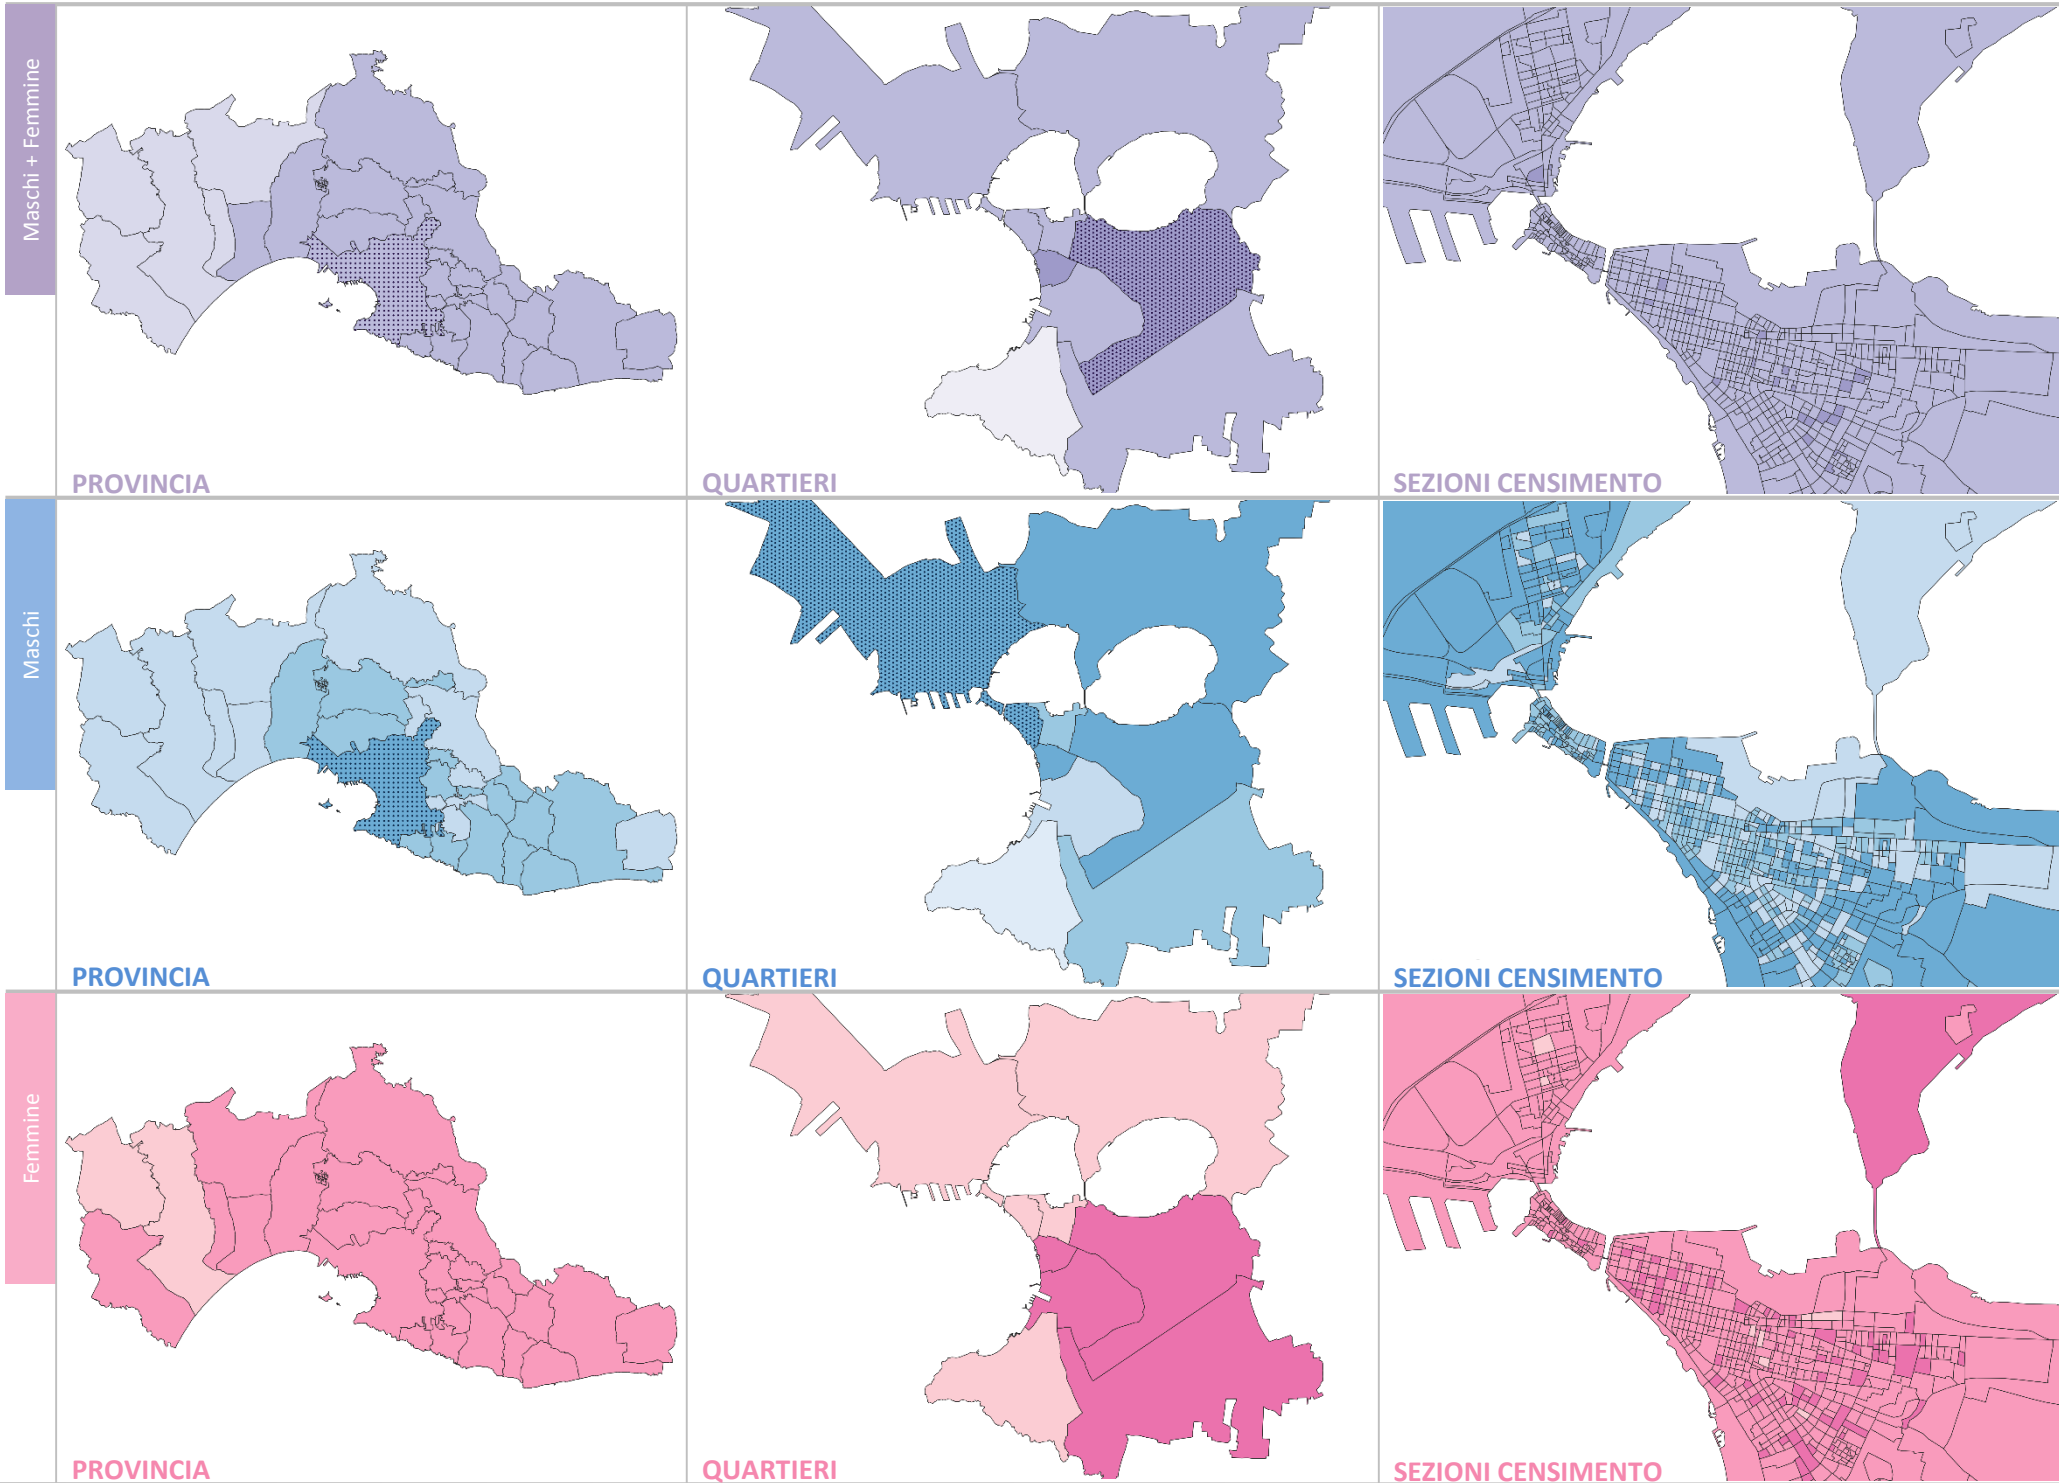 Maschi + Femmine
PROVINCIA
QUARTIERI
SEZIONI CENSIMENTO
Maschi
PROVINCIA
QUARTIERI
SEZIONI CENSIMENTO
Femmine
PROVINCIA
QUARTIERI
SEZIONI CENSIMENTO